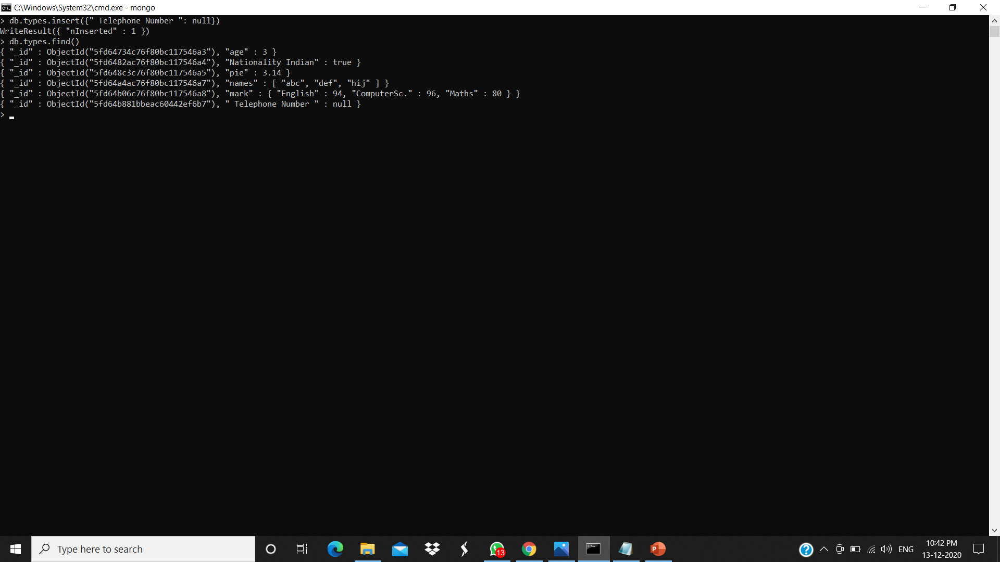 C:\Windows\System32\cmd.exe - mongo
> db.types.insert({" Telephone Number ": null})
WriteResult({ "nInserted" : 1 })
> db.types.find()
{ "_id" : ObjectId("5fd64734c76f80bc117546a3"), "age" : 3 }
{ "_id" : ObjectId("5fd6482ac76f80bc117546a4"), "Nationality Indian" : true }
{ "_id" : ObjectId("5fd648c3c76f80bc117546a5"), "pie" : 3.14 }
{ "_id" : ObjectId("5fd64a4ac76f80bc117546a7"), "names" : [ "abc", "def", "hij" ] }
{ "_id" : ObjectId("5fd64b06c76f80bc117546a8"), "mark" : { "English" : 94, "ComputerSc." : 96, "Maths" : 80 } }
{ "_id" : ObjectId("5fd64b881bbeac60442ef6b7"), " Telephone Number " : null }
>
Type here to search
13
ENG
10:42 PM
13-12-2020